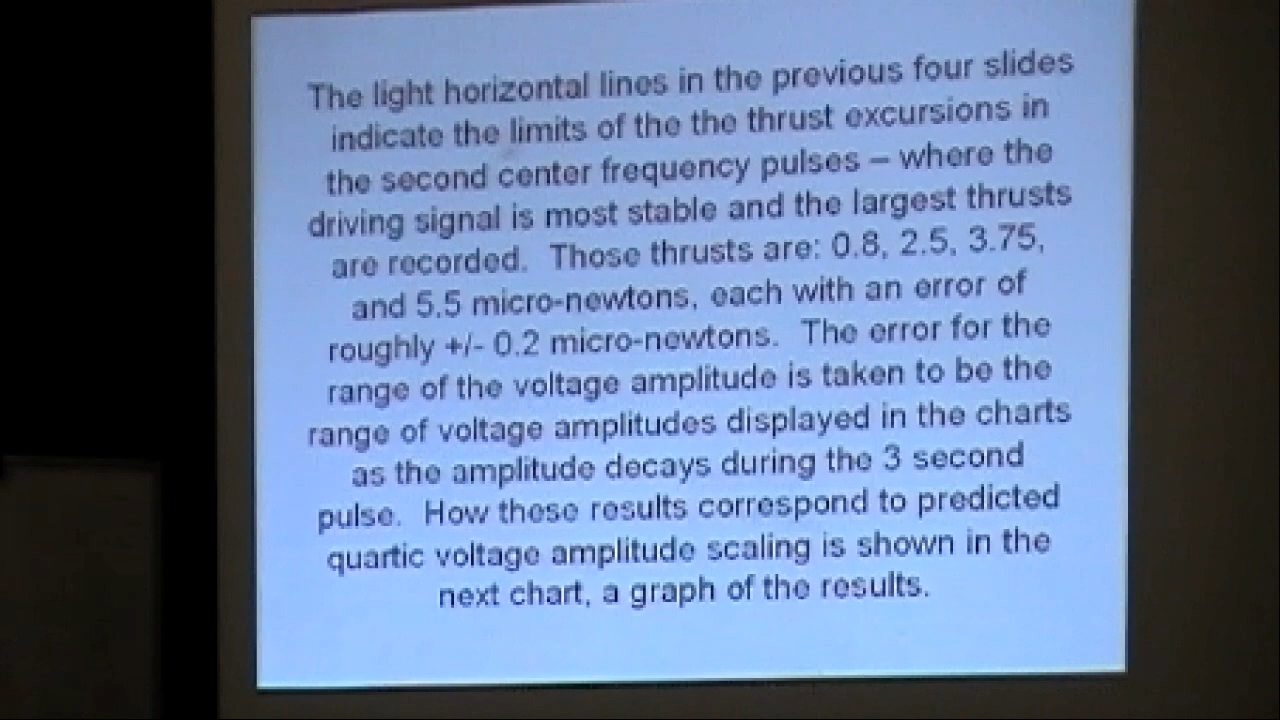 The light horizontal lines in the previous four slides
indicate the limits of the the thrust excursions in
the second center frequency pulses – where the
driving signal is most stable and the largest thrusts
are recorded.  Those thrusts are: 0.8, 2.5, 3.75,
and 5.5 micro-newtons, each with an error of
roughly +/- 0.2 micro-newtons.  The error for the
range of the voltage amplitude is taken to be the
range of voltage amplitudes displayed in the charts
as the amplitude decays during the 3 second
pulse.  How these results correspond to predicted
quartic voltage amplitude scaling is shown in the
next chart, a graph of the results.